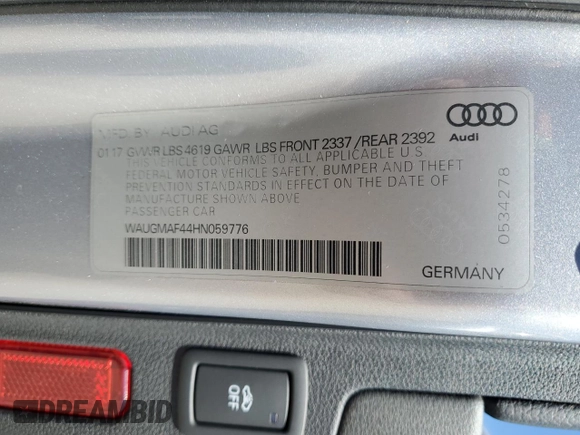 MFD BY AUDI AG
0117 GVWR LBS 4619 GAWR LBS FRONT 2337 /REAR 2392
THIS VEHICLE CONFORMS TO ALL APPLICABLE U.S.
FEDERAL MOTOR VEHICLE SAFETY, BUMPER AND THEFT
PREVENTION STANDARDS IN EFFECT ON THE DATE OF
MANUFACTURE SHOWN ABOVE
PASSENGER CAR
WAUGMAF44HN059776
Audi
0534278
GERMANY
OFF
DREAMBID